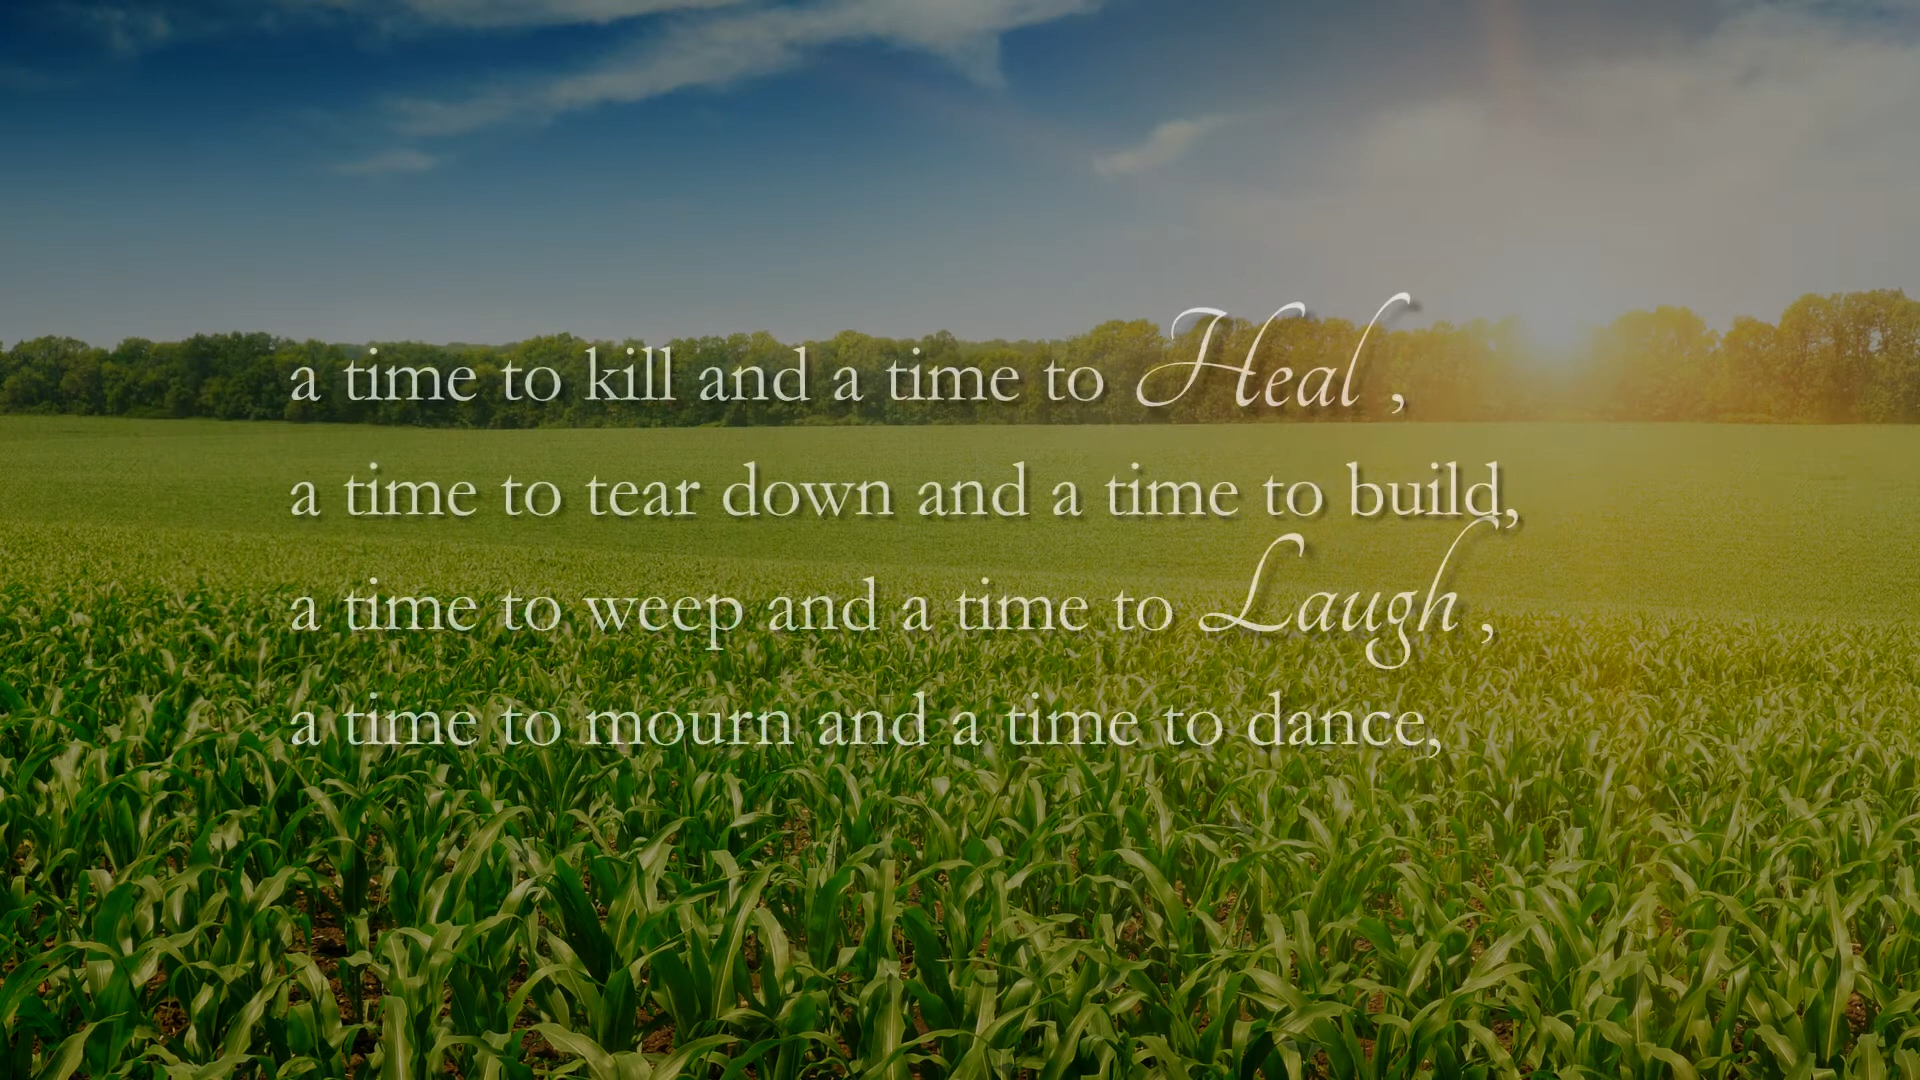 a time to kill and a time to Heal ,
a time to tear down and a time to build,
a time to weep and a time to Laugh ,
a time to mourn and a time to dance,